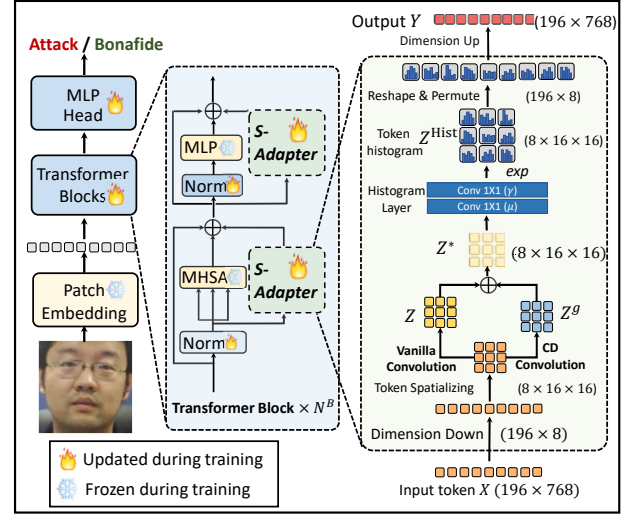 Attack / Bonafide
MLP
Head
Transformer
Blocks
Patch
Embedding
Updated during training
Frozen during training
MLP
Norm
S-
Adapter
MHSA
Norm
S-
Adapter
Transformer Block × N^B
Output Y (196 × 768)
Dimension Up
Reshape & Permute (196 × 8)
Token
histogram
Z^Hist (8 × 16 × 16)
exp
Histogram
Layer
Conv 1X1 (γ)
Conv 1X1 (μ)
Z* (8 × 16 × 16)
Z
Z^g
Vanilla
Convolution
CD
Convolution
Token Spatializing (8 × 16 × 16)
Dimension Down (196 × 8)
Input token X (196 × 768)